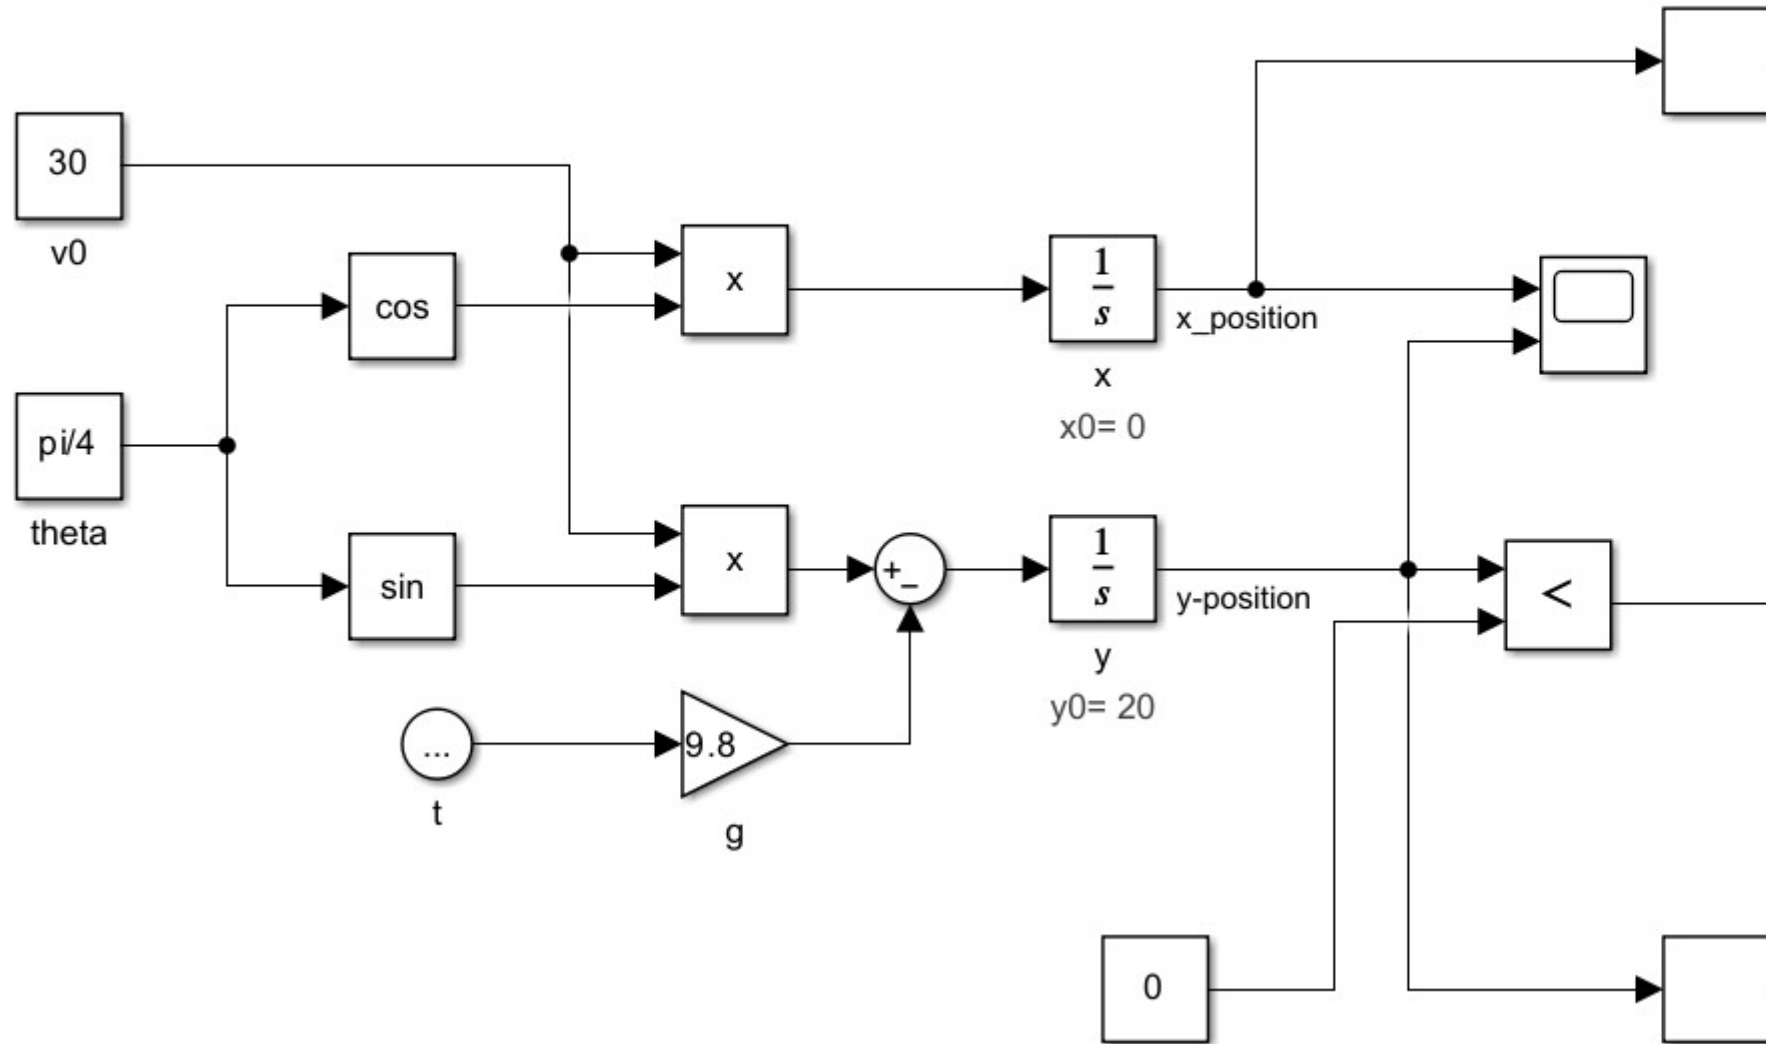 30
v0
cos
x
1
s
x_position
x
x0= 0
pi/4
theta
sin
x
+
−
1
s
y-position
y
y0= 20
<
...
t
9.8
g
0